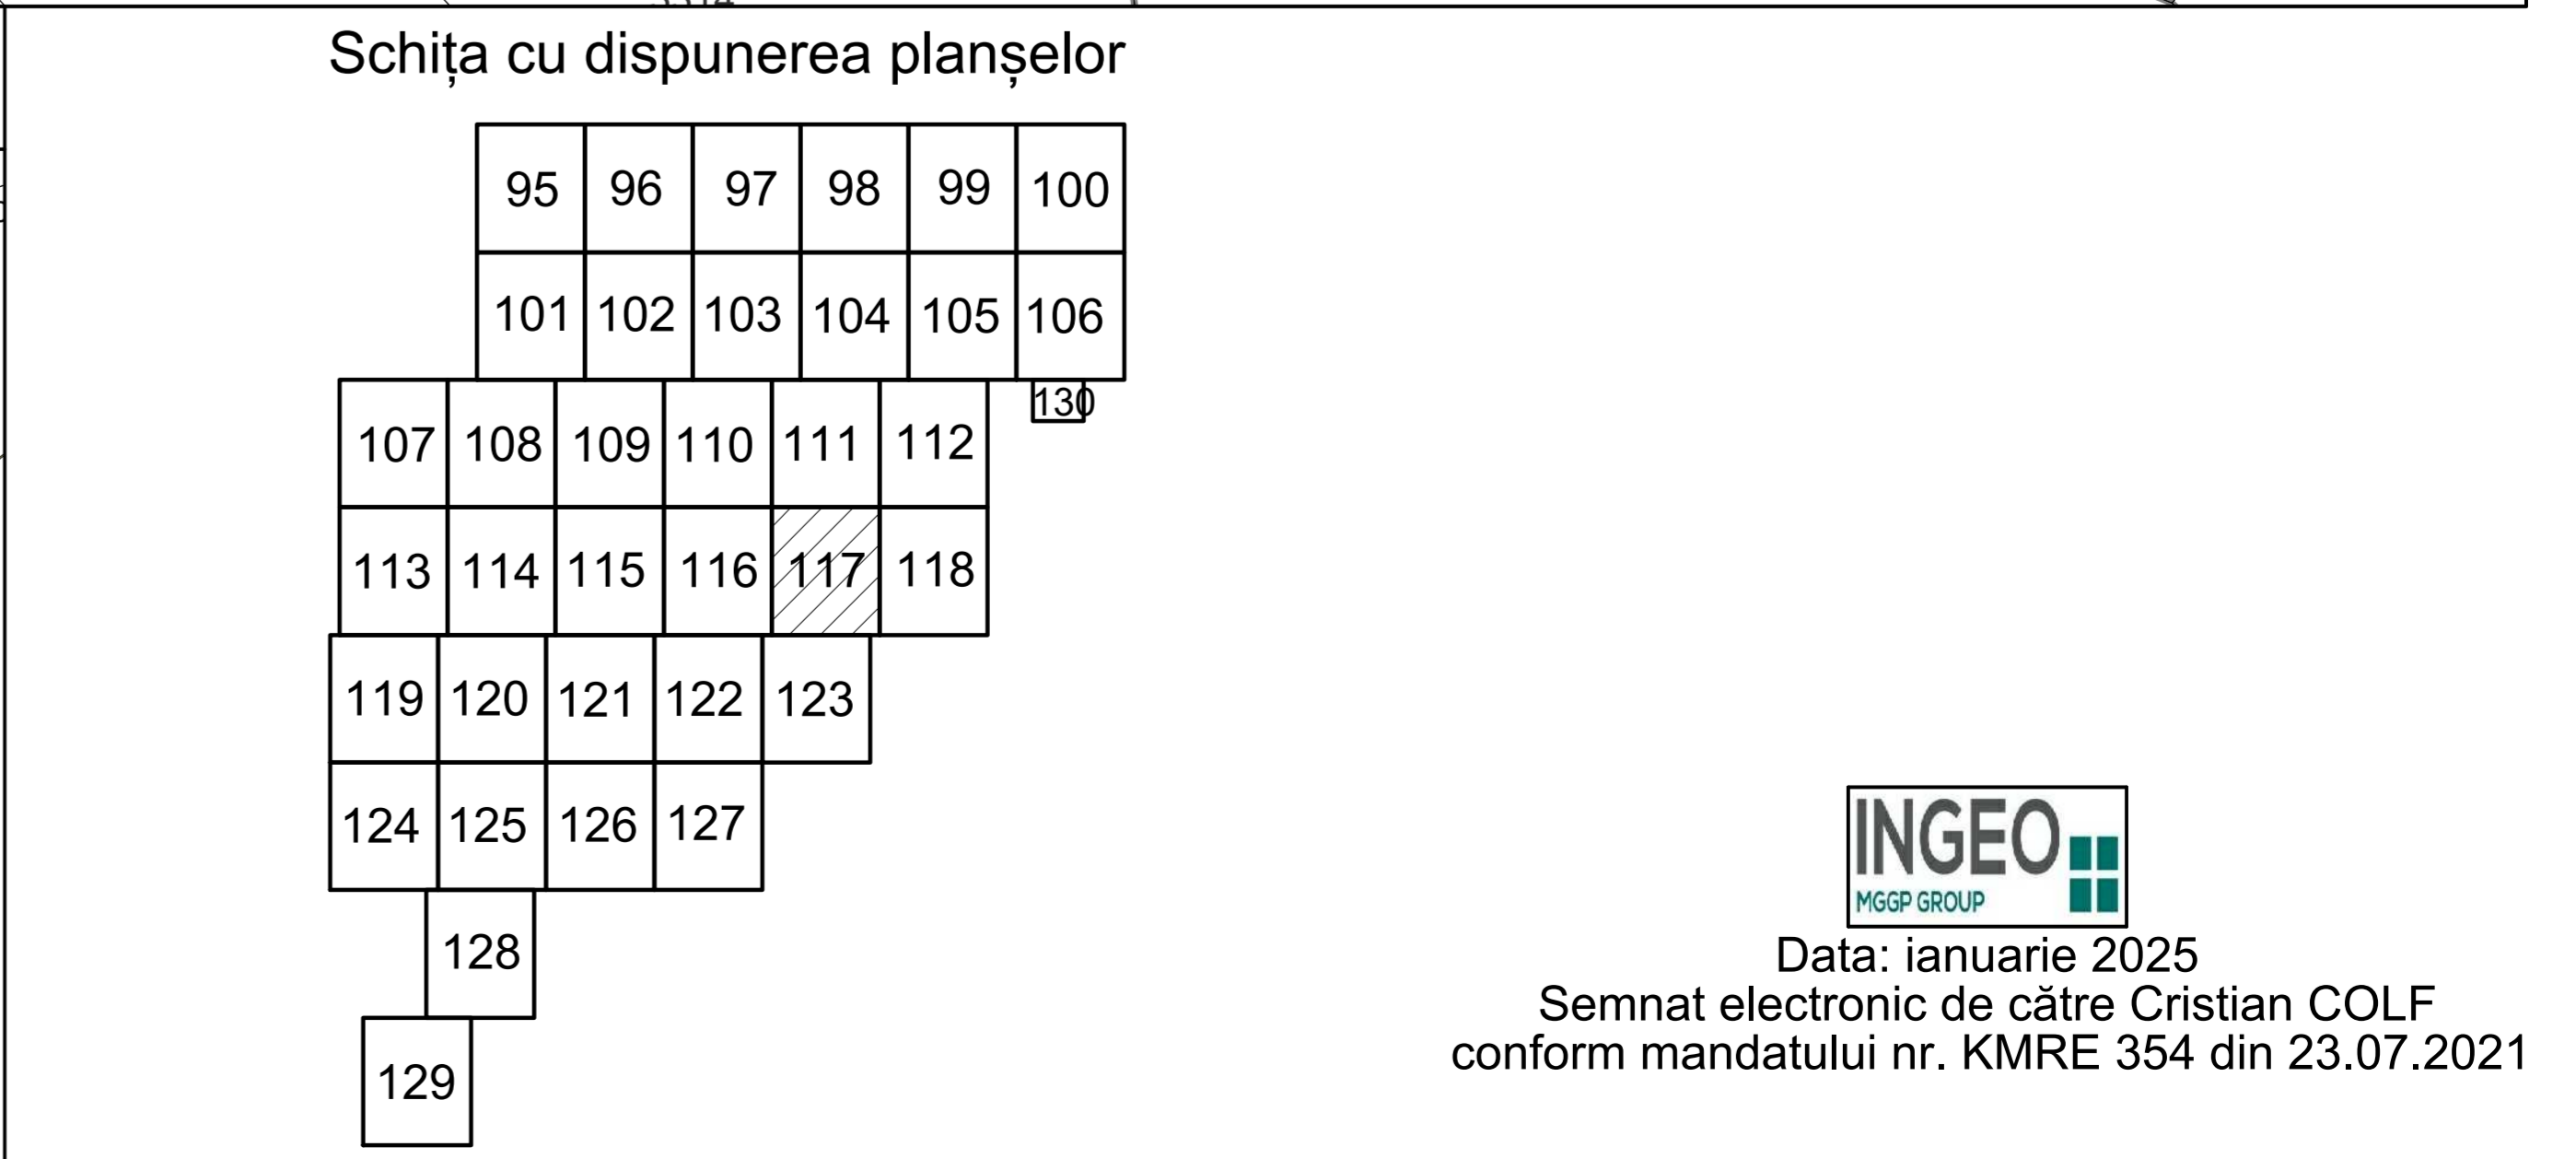 Schița cu dispunerea planșelor
95 96 97 98 99 100
101 102 103 104 105 106
130
107 108 109 110 111 112
113 114 115 116 117 118
119 120 121 122 123
124 125 126 127
128
129
INGEO
MGGP GROUP
Data: ianuarie 2025
Semnat electronic de către Cristian COLF
conform mandatului nr. KMRE 354 din 23.07.2021